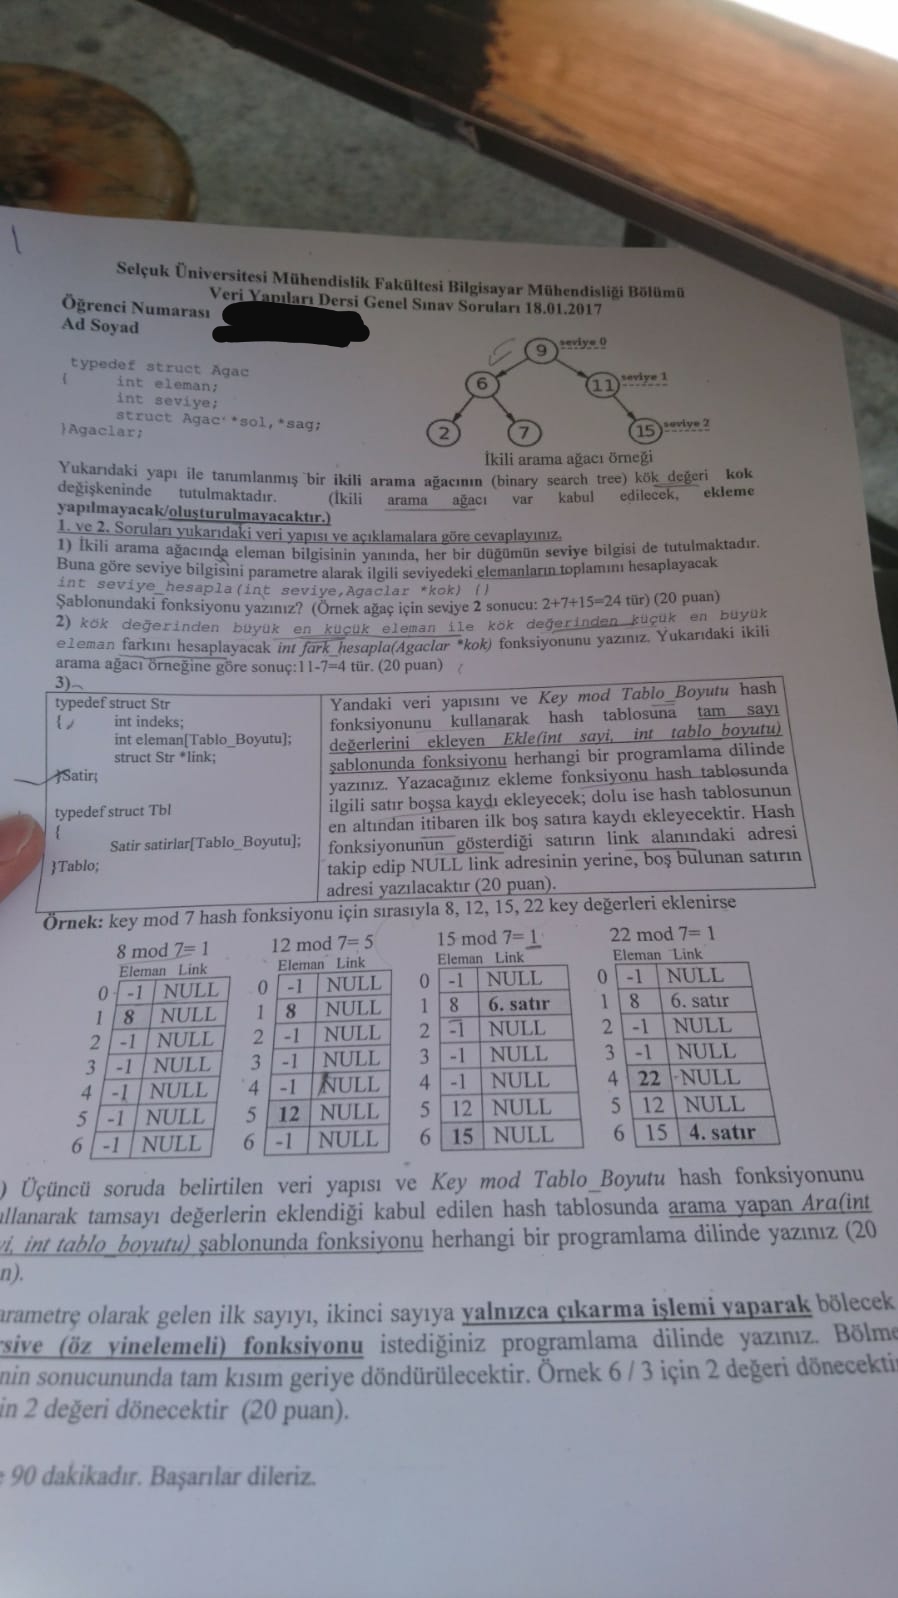 Selçuk Üniversitesi Mühendislik Fakültesi Bilgisayar Mühendisliği Bölümü
Veri Yapıları Dersi Genel Sınav Soruları 18.01.2017
Öğrenci Numarası
Ad Soyad
typedef struct Agac
{ int eleman;
int seviye;
struct Agac *sol,*sag;
}Agaclar;
9 seviye 0
6 11 seviye 1
2 7 15 seviye 2
İkili arama ağacı örneği
Yukarıdaki yapı ile tanımlanmış bir ikili arama ağacının (binary search tree) kök değeri kok
değişkeninde tutulmaktadır. (İkili arama ağacı var kabul edilecek, ekleme
yapılmayacak/oluşturulmayacaktır.)
1. ve 2. Soruları yukarıdaki veri yapısı ve açıklamalara göre cevaplayınız.
1) İkili arama ağacında eleman bilgisinin yanında, her bir düğümün seviye bilgisi de tutulmaktadır.
Buna göre seviye bilgisini parametre alarak ilgili seviyedeki elemanların toplamını hesaplayacak
int seviye_hesapla(int seviye,Agaclar *kok) {}
Şablonundaki fonksiyonu yazınız? (Örnek ağaç için seviye 2 sonucu: 2+7+15=24 tür) (20 puan)
2) kök değerinden büyük en küçük eleman ile kök değerinden küçük en büyük
eleman farkını hesaplayacak int fark_hesapla(Agaclar *kok) fonksiyonunu yazınız. Yukarıdaki ikili
arama ağacı örneğine göre sonuç:11-7=4 tür. (20 puan)
3)
typedef struct Str
{ int indeks;
int eleman[Tablo_Boyutu];
struct Str *link;
}Satir;
typedef struct Tbl
{
Satir satirlar[Tablo_Boyutu];
}Tablo;
Yandaki veri yapısını ve Key mod Tablo_Boyutu hash
fonksiyonunu kullanarak hash tablosuna tam sayı
değerlerini ekleyen Ekle(int sayi, int tablo_boyutu)
şablonunda fonksiyonu herhangi bir programlama dilinde
yazınız. Yazacağınız ekleme fonksiyonu hash tablosunda
ilgili satır boşsa kaydı ekleyecek; dolu ise hash tablosunun
en altından itibaren ilk boş satıra kaydı ekleyecektir. Hash
fonksiyonunun gösterdiği satırın link alanındaki adresi
takip edip NULL link adresinin yerine, boş bulunan satırın
adresi yazılacaktır (20 puan).
Örnek: key mod 7 hash fonksiyonu için sırasıyla 8, 12, 15, 22 key değerleri eklenirse
8 mod 7= 1
Eleman Link
0 -1 NULL
1 8 NULL
2 -1 NULL
3 -1 NULL
4 -1 NULL
5 -1 NULL
6 -1 NULL
12 mod 7= 5
Eleman Link
0 -1 NULL
1 8 NULL
2 -1 NULL
3 -1 NULL
4 -1 NULL
5 12 NULL
6 -1 NULL
15 mod 7= 1
Eleman Link
0 -1 NULL
1 8 6. satır
2 -1 NULL
3 -1 NULL
4 -1 NULL
5 12 NULL
6 15 NULL
22 mod 7= 1
Eleman Link
0 -1 NULL
1 8 6. satır
2 -1 NULL
3 -1 NULL
4 22 NULL
5 12 NULL
6 15 4. satır
) Üçüncü soruda belirtilen veri yapısı ve Key mod Tablo_Boyutu hash fonksiyonunu
ullanarak tamsayı değerlerin eklendiği kabul edilen hash tablosunda arama yapan Ara(int
yi, int tablo_boyutu) şablonunda fonksiyonu herhangi bir programlama dilinde yazınız (20
n).
arametre olarak gelen ilk sayıyı, ikinci sayıya yalnızca çıkarma işlemi yaparak bölecek
rsive (öz yinelemeli) fonksiyonu istediğiniz programlama dilinde yazınız. Bölme
nin sonucununda tam kısım geriye döndürülecektir. Örnek 6 / 3 için 2 değeri dönecekti
in 2 değeri dönecektir (20 puan).
e 90 dakikadır. Başarılar dileriz.